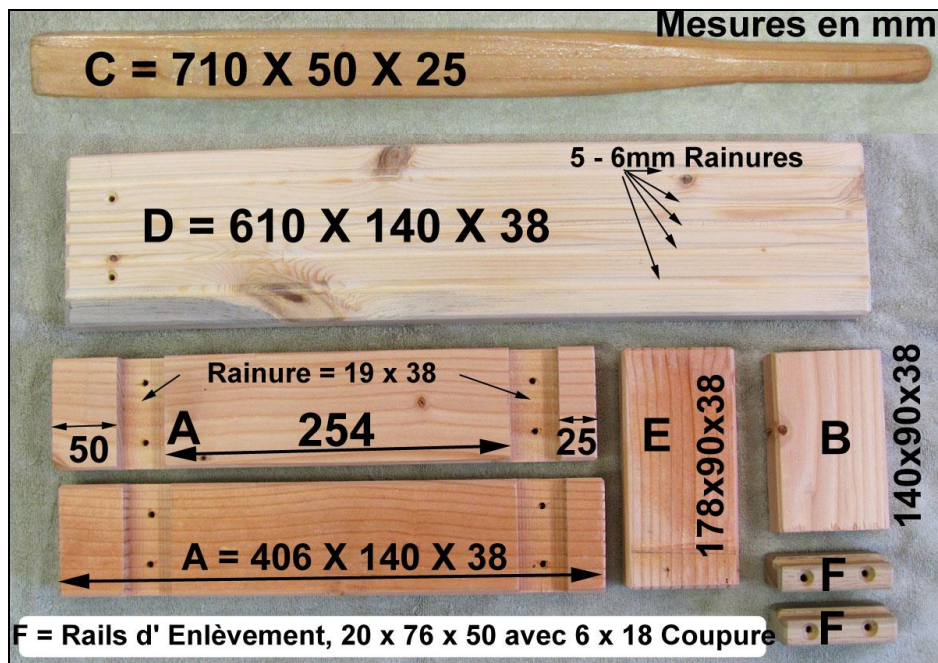 Mesures en mm
C = 710 X 50 X 25
5 - 6mm Rainures
D = 610 X 140 X 38
Rainure = 19 x 38
50
A
254
25
E
178x90x38
B
140x90x38
A = 406 X 140 X 38
F
F
F = Rails d' Enlèvement, 20 x 76 x 50 avec 6 x 18 Coupure